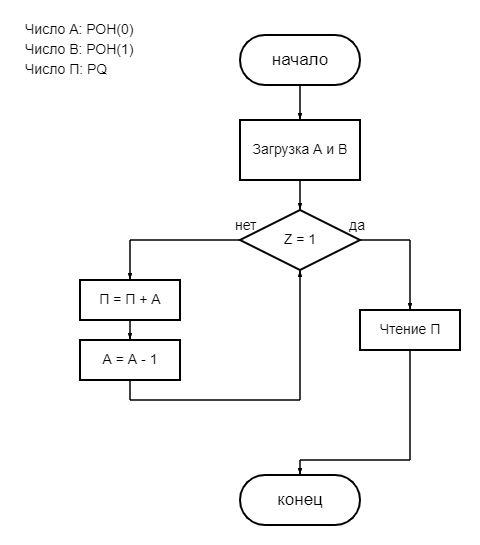 Число А: РОН(0)
Число В: РОН(1)
Число П: PQ
начало
Загрузка А и В
нет
да
Z = 1
П = П + А
Чтение П
А = А - 1
конец